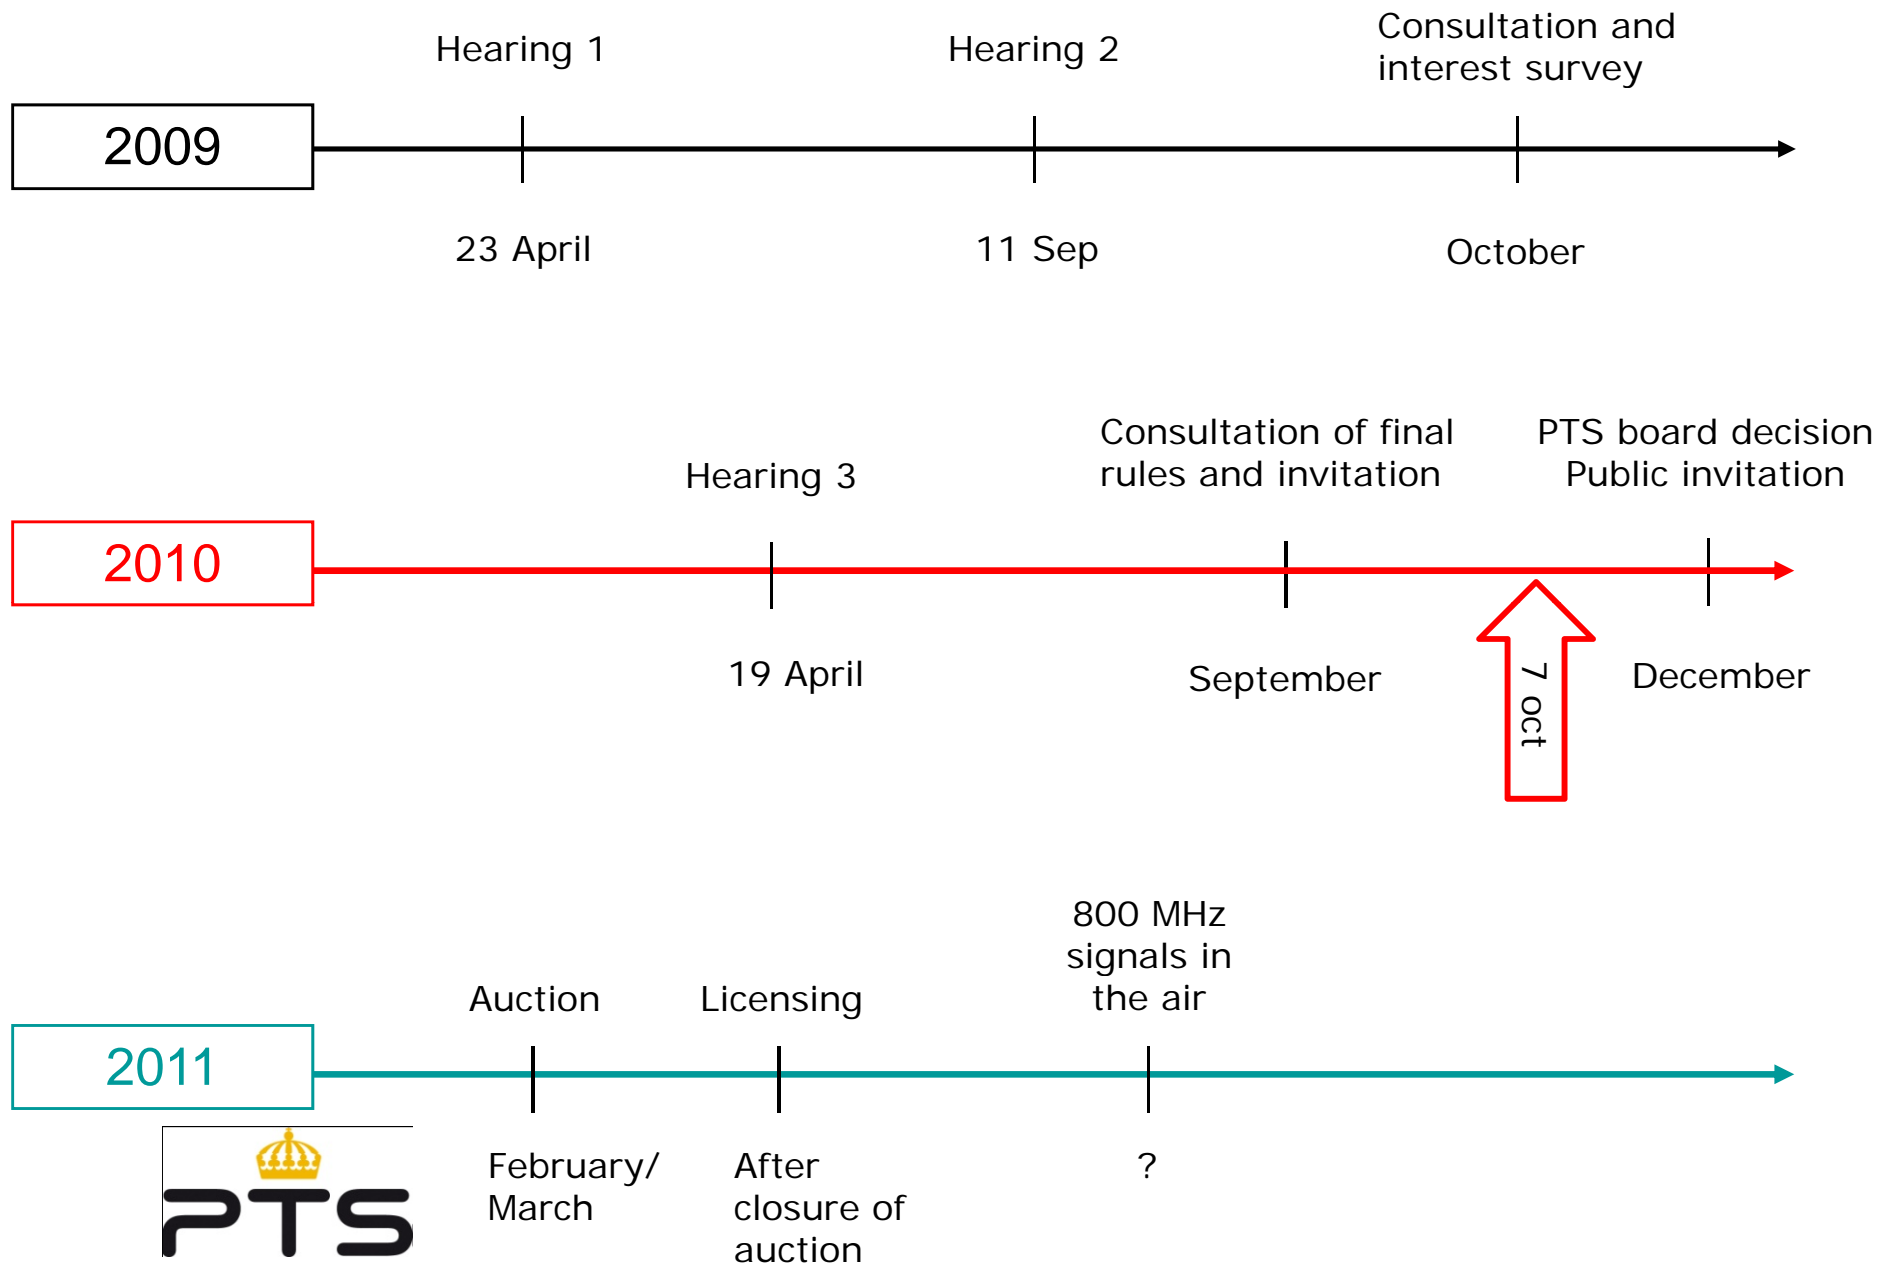 Hearing 1
Hearing 2
Consultation and
interest survey
2009
23 April
11 Sep
October
Hearing 3
Consultation of final
rules and invitation
PTS board decision
Public invitation
2010
19 April
September
7 oct
December
Auction
Licensing
800 MHz
signals in
the air
2011
February/
March
After
closure of
auction
?
PTS